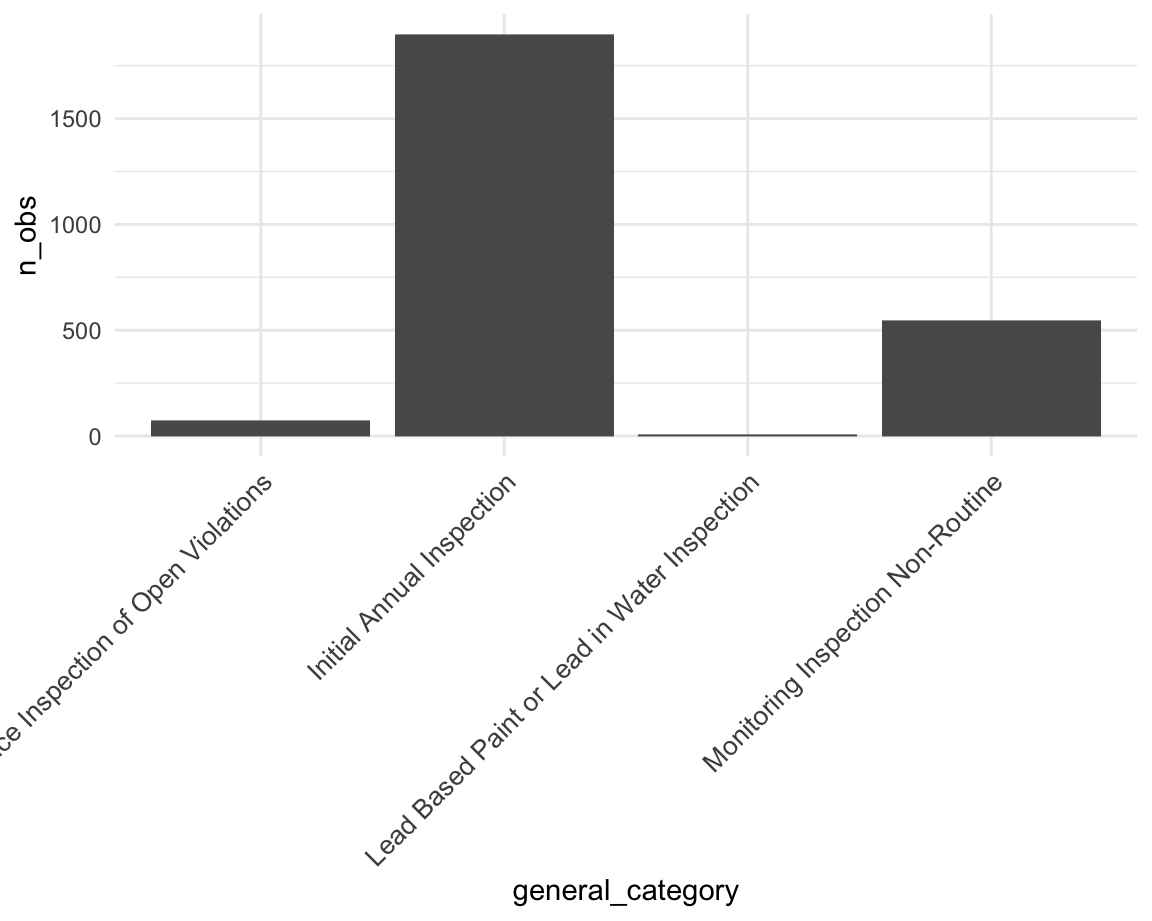 n_obs
1500
1000
500
0
Inspection of Open Violations
Initial Annual Inspection
Lead Based Paint or Lead in Water Inspection
Monitoring Inspection Non-Routine
general_category